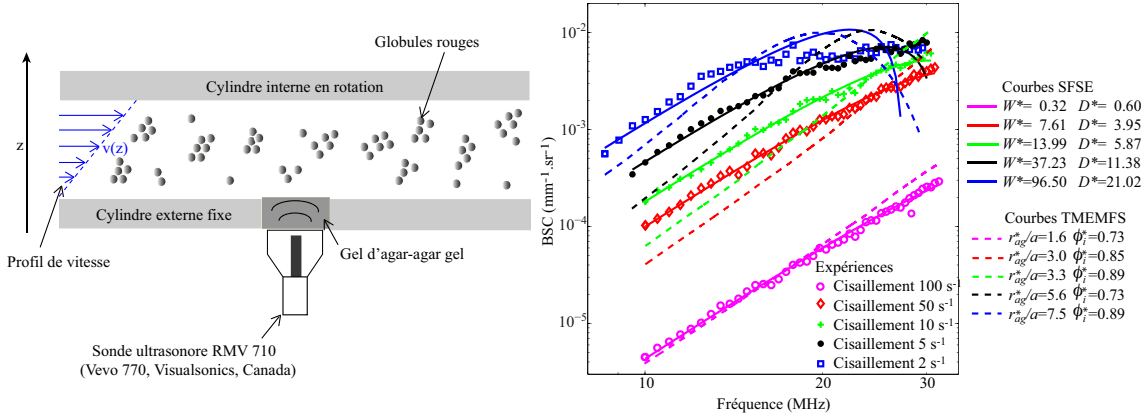 Globules rouges
Cylindre interne en rotation
z
v(z)
Cylindre externe fixe
Profil de vitesse
Gel d'agar-agar gel
Sonde ultrasonore RMV 710
(Vevo 770, Visualsonics, Canada)
BSC (mm⁻¹.sr⁻¹)
10⁻²
10⁻³
10⁻⁴
10⁻⁵
Expériences
Cisaillement 100 s⁻¹
Cisaillement 50 s⁻¹
Cisaillement 10 s⁻¹
Cisaillement 5 s⁻¹
Cisaillement 2 s⁻¹
10 20 30
Fréquence (MHz)
Courbes SFSE
W*= 0.32 D*= 0.60
W*= 7.61 D*= 3.95
W*=13.99 D*= 5.87
W*=37.23 D*=11.38
W*=96.50 D*=21.02
Courbes TMEMFS
r*ag/a=1.6 ϕ*i=0.73
r*ag/a=3.0 ϕ*i=0.85
r*ag/a=3.3 ϕ*i=0.89
r*ag/a=5.6 ϕ*i=0.73
r*ag/a=7.5 ϕ*i=0.89